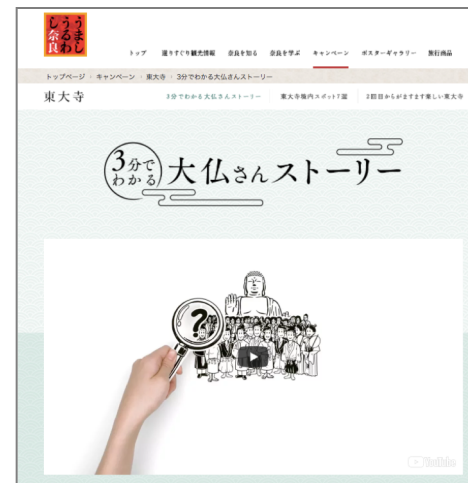 うまし
うるわ
し奈良
トップ 選りすぐり観光情報 奈良を知る 奈良を学ぶ キャンペーン ポスターギャラリー 旅行商品
トップページ › キャンペーン › 東大寺 › 3分でわかる大仏さんストーリー
東大寺 3分でわかる大仏さんストーリー 東大寺境内スポット7選 2回目からがますます楽しい東大寺
3分で
わかる 大仏さんストーリー
?
YouTube